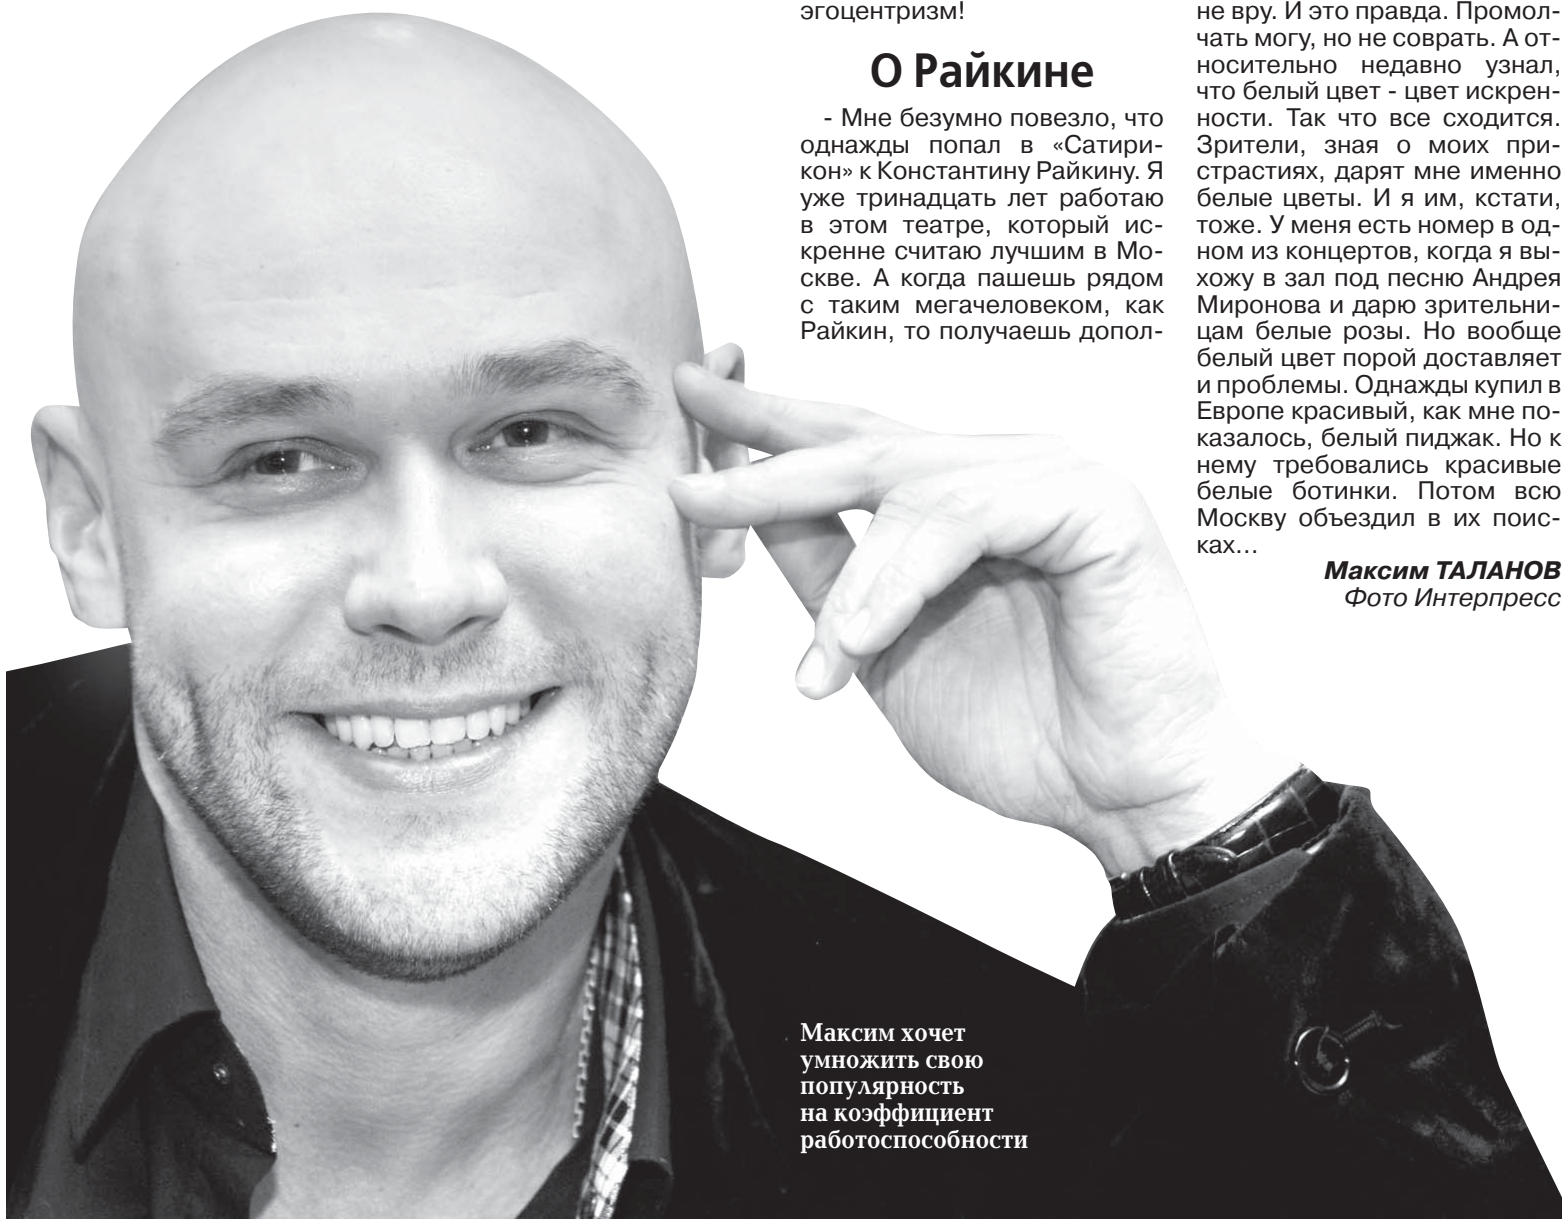 эгоцентризм!
О Райкине
- Мне безумно повезло, что
однажды попал в «Сатири-
кон» к Константину Райкину. Я
уже тринадцать лет работаю
в этом театре, который ис-
кренне считаю лучшим в Мо-
скве. А когда пашешь рядом
с таким мегачеловеком, как
Райкин, то получаешь допол-
не вру. И это правда. Промол-
чать могу, но не соврать. А от-
носительно недавно узнал,
что белый цвет - цвет искрен-
ности. Так что все сходится.
Зрители, зная о моих при-
страстиях, дарят мне именно
белые цветы. И я им, кстати,
тоже. У меня есть номер в од-
ном из концертов, когда я вы-
хожу в зал под песню Андрея
Миронова и дарю зрительни-
цам белые розы. Но вообще
белый цвет порой доставляет
и проблемы. Однажды купил в
Европе красивый, как мне по-
казалось, белый пиджак. Но к
нему требовались красивые
белые ботинки. Потом всю
Москву объездил в их поис-
ках...
Максим ТАЛАНОВ
Фото Интерпресс
Максим хочет
умножить свою
популярность
на коэффициент
работоспособности